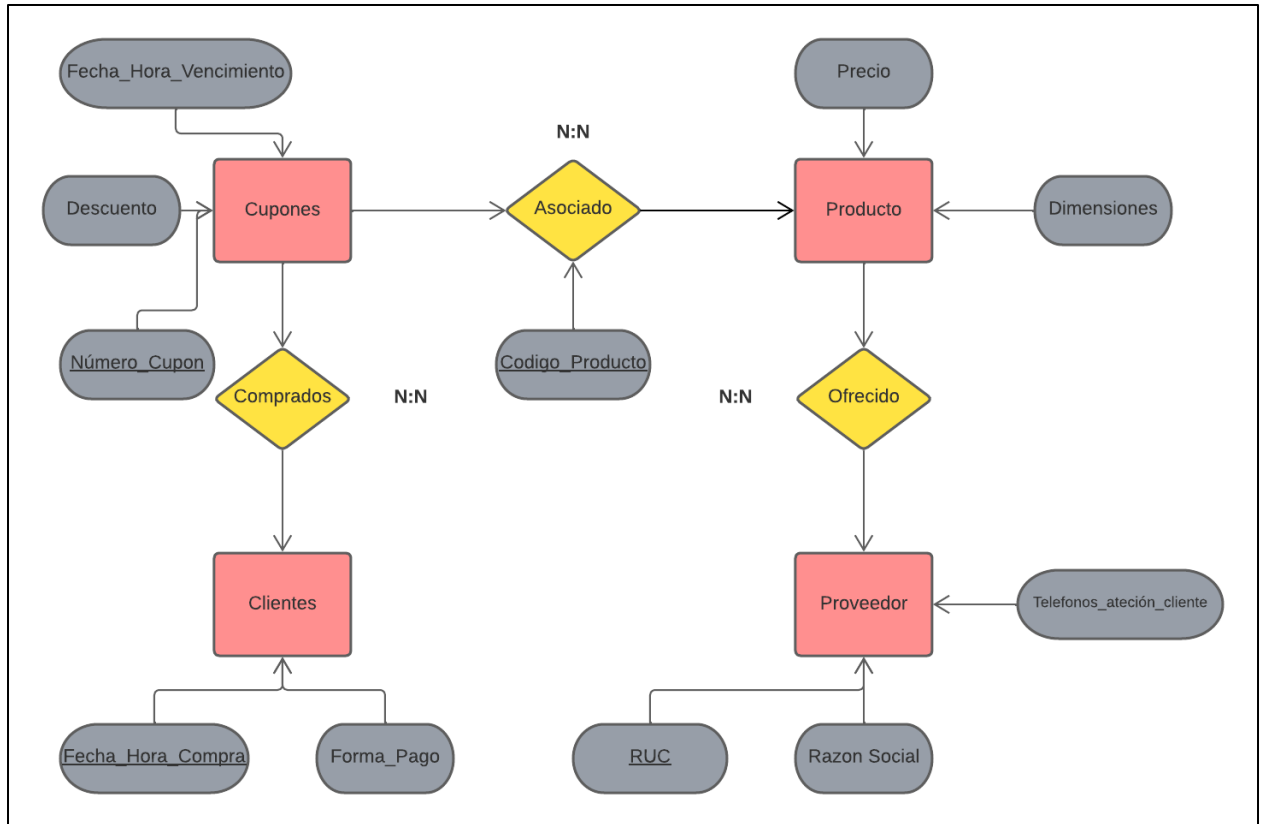 Fecha_Hora_Vencimiento
Precio
N:N
Descuento
Cupones
Asociado
Producto
Dimensiones
Número_Cupon
Codigo_Producto
Comprados
N:N
N:N
Ofrecido
Clientes
Proveedor
Telefonos_ateción_cliente
Fecha_Hora_Compra
Forma_Pago
RUC
Razon Social